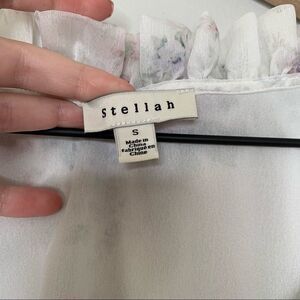 stellah
S
Made in
China
fabriqué en
Chine